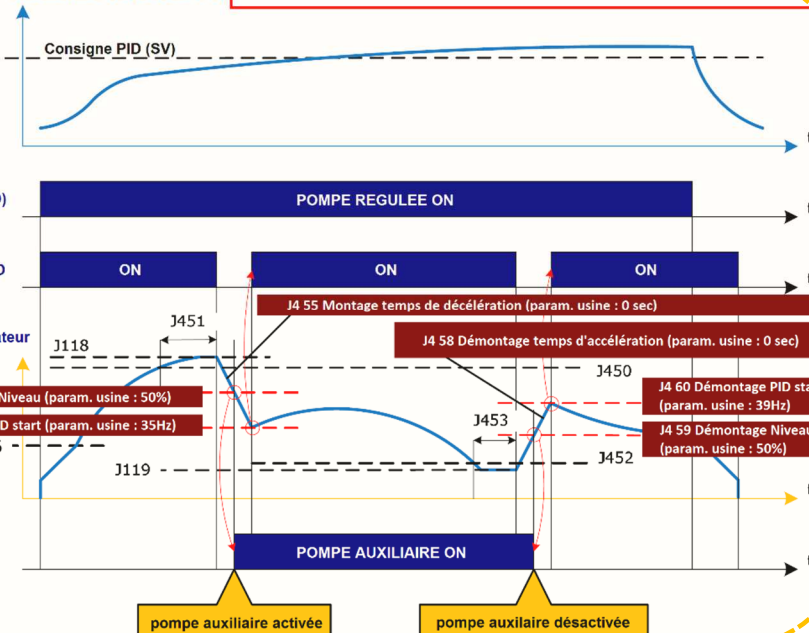 Consigne PID (SV)
POMPE REGULEE ON
ON
ON
ON
J4 55 Montage temps de décélération (param. usine : 0 sec)
J451
J118
J4 58 Démontage temps d'accélération (param. usine : 0 sec)
J450
Niveau (param. usine : 50%)
J4 60 Démontage PID
(param. usine : 39Hz)
start (param. usine : 35Hz)
J453
J4 59 Démontage Niveau
(param. usine : 50%)
J119
J452
POMPE AUXILIAIRE ON
pompe auxiliaire activée
pompe auxilaire désactivée